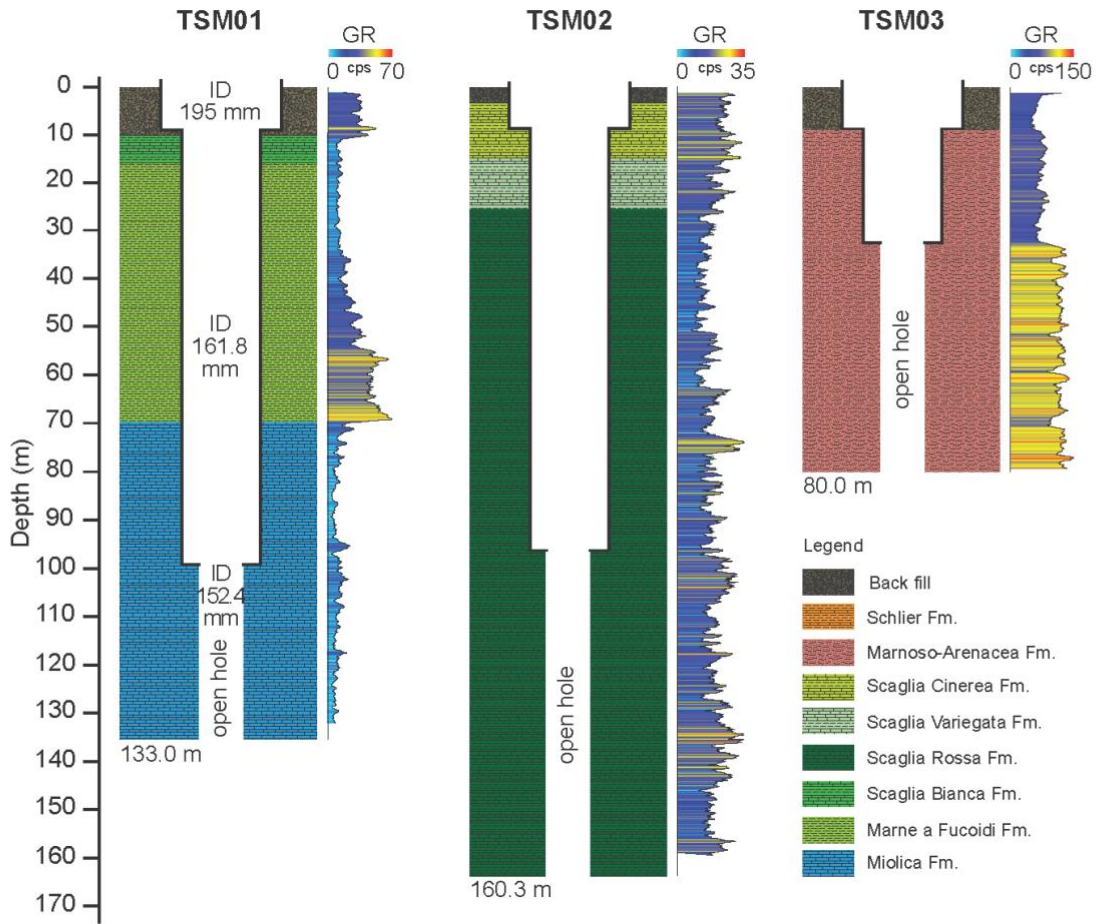 TSM01
TSM02
TSM03
GR
0 cps 70
GR
0 cps 35
GR
0 cps 150
Depth (m)
0
10
20
30
40
50
60
70
80
90
100
110
120
130
140
150
160
170
ID
195 mm
ID
161.8
mm
ID
152.4
mm
open hole
133.0 m
open hole
160.3 m
open hole
80.0 m
Legend
Back fill
Schlier Fm.
Marnoso-Arenacea Fm.
Scaglia Cinerea Fm.
Scaglia Variegata Fm.
Scaglia Rossa Fm.
Scaglia Bianca Fm.
Marne a Fucoidi Fm.
Miolica Fm.